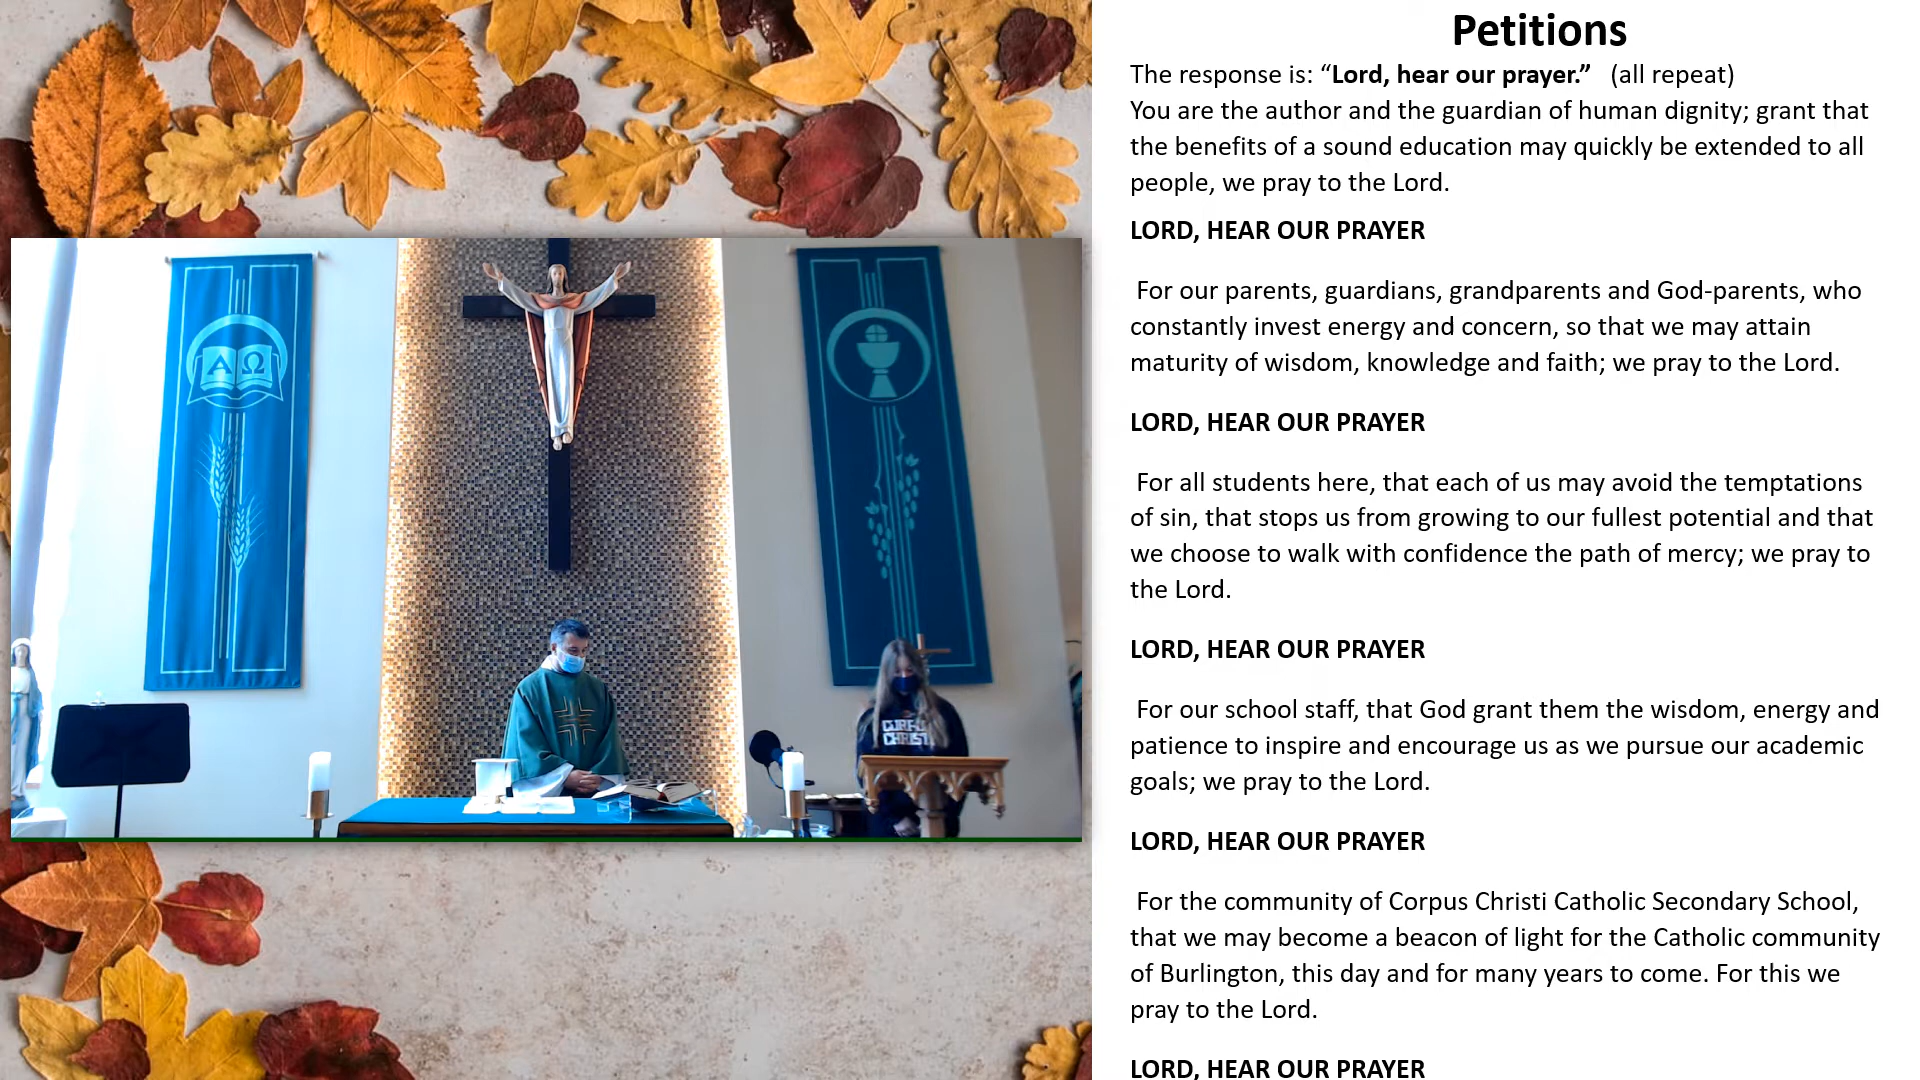 Petitions
The response is: “Lord, hear our prayer.” (all repeat)
You are the author and the guardian of human dignity; grant that
the benefits of a sound education may quickly be extended to all
people, we pray to the Lord.
LORD, HEAR OUR PRAYER
For our parents, guardians, grandparents and God-parents, who
constantly invest energy and concern, so that we may attain
maturity of wisdom, knowledge and faith; we pray to the Lord.
LORD, HEAR OUR PRAYER
For all students here, that each of us may avoid the temptations
of sin, that stops us from growing to our fullest potential and that
we choose to walk with confidence the path of mercy; we pray to
the Lord.
LORD, HEAR OUR PRAYER
For our school staff, that God grant them the wisdom, energy and
patience to inspire and encourage us as we pursue our academic
goals; we pray to the Lord.
LORD, HEAR OUR PRAYER
For the community of Corpus Christi Catholic Secondary School,
that we may become a beacon of light for the Catholic community
of Burlington, this day and for many years to come. For this we
pray to the Lord.
LORD, HEAR OUR PRAYER
Α Ω
CORPUS
CHRISTI